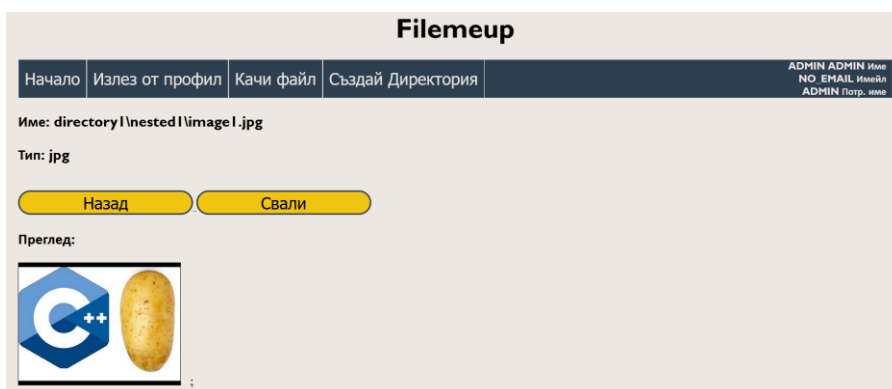 Filemeup
Начало Излез от профил Качи файл Създай Директория
ADMIN ADMIN Име
NO_EMAIL Имейл
ADMIN Потр. име
Име: directory1\nested1\image1.jpg
Тип: jpg
Назад Свали
Преглед:
C++
;